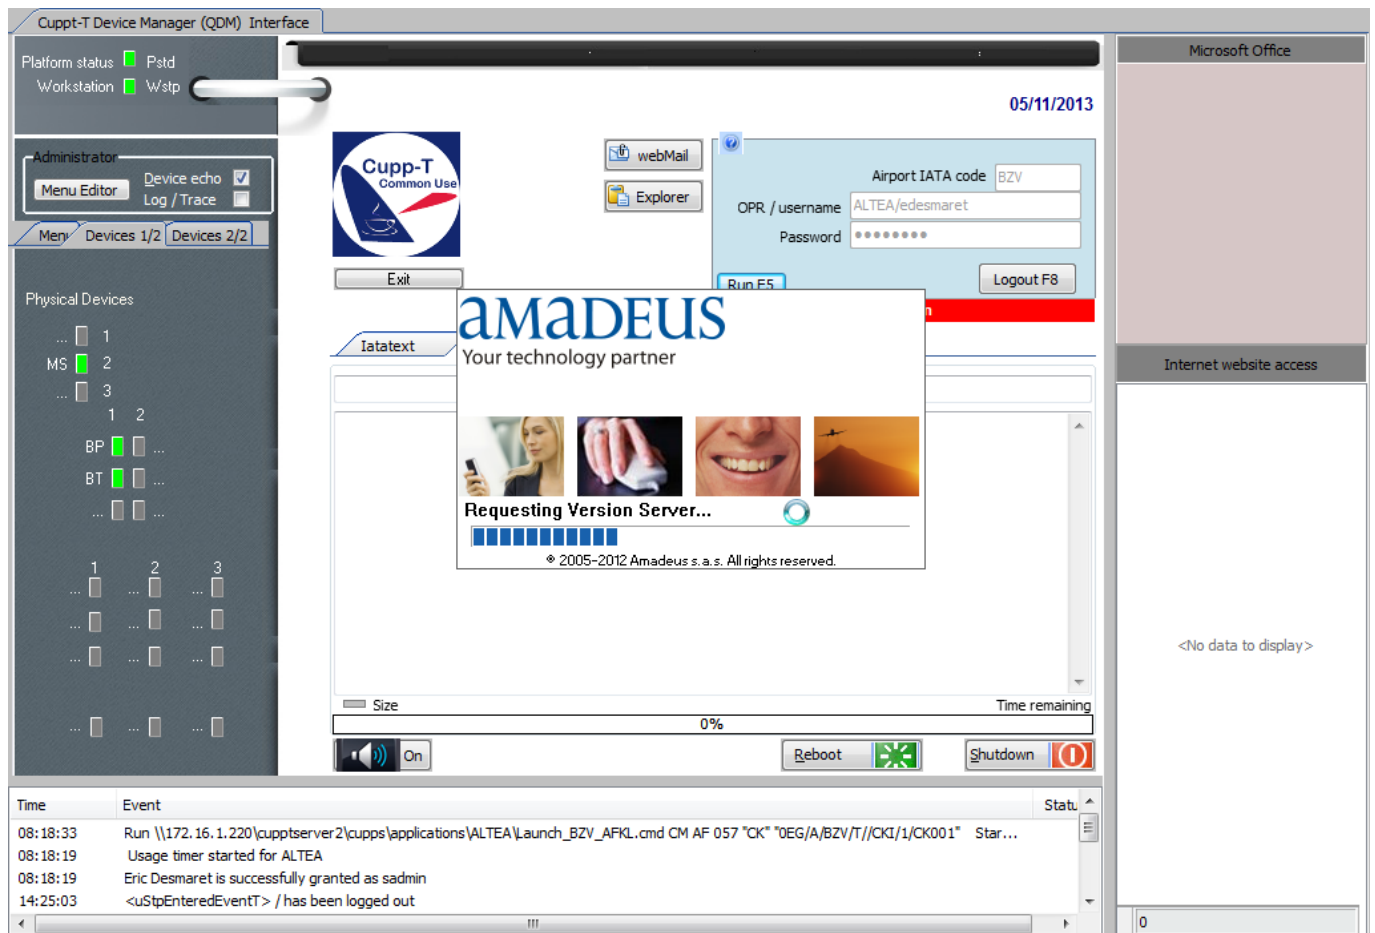 Cuppt-T Device Manager (QDM) Interface
Platform status Pstd
Workstation Wstp
Administrator
Menu Editor
Device echo
Log / Trace
Devices 1/2
Devices 2/2
Physical Devices
... 1
MS 2
... 3
1 2
BP ...
BT ...
... ...
1 2 3
... ... ...
... ... ...
... ... ...
... ... ...
05/11/2013
Cupp-T
Common Use
Exit
webMail
Explorer
Airport IATA code BZV
OPR / username ALTEA/edesmaret
Password ••••••••
Run F5
Logout F8
Iatatext
amadeus
Your technology partner
Requesting Version Server...
© 2005-2012 Amadeus s.a.s. All rights reserved.
Size
Time remaining
0%
On
Reboot
Shutdown
Microsoft Office
Internet website access
<No data to display>
0
Time Event Statu
08:18:33 Run \\172.16.1.220\cupptserver2\cupps\applications\ALTEA\Launch_BZV_AFKL.cmd CM AF 057 "CK" "0EG/A/BZV/T//CKI/1/CK001" Star...
08:18:19 Usage timer started for ALTEA
08:18:19 Eric Desmaret is successfully granted as sadmin
14:25:03 <uStpEnteredEventT> / has been logged out